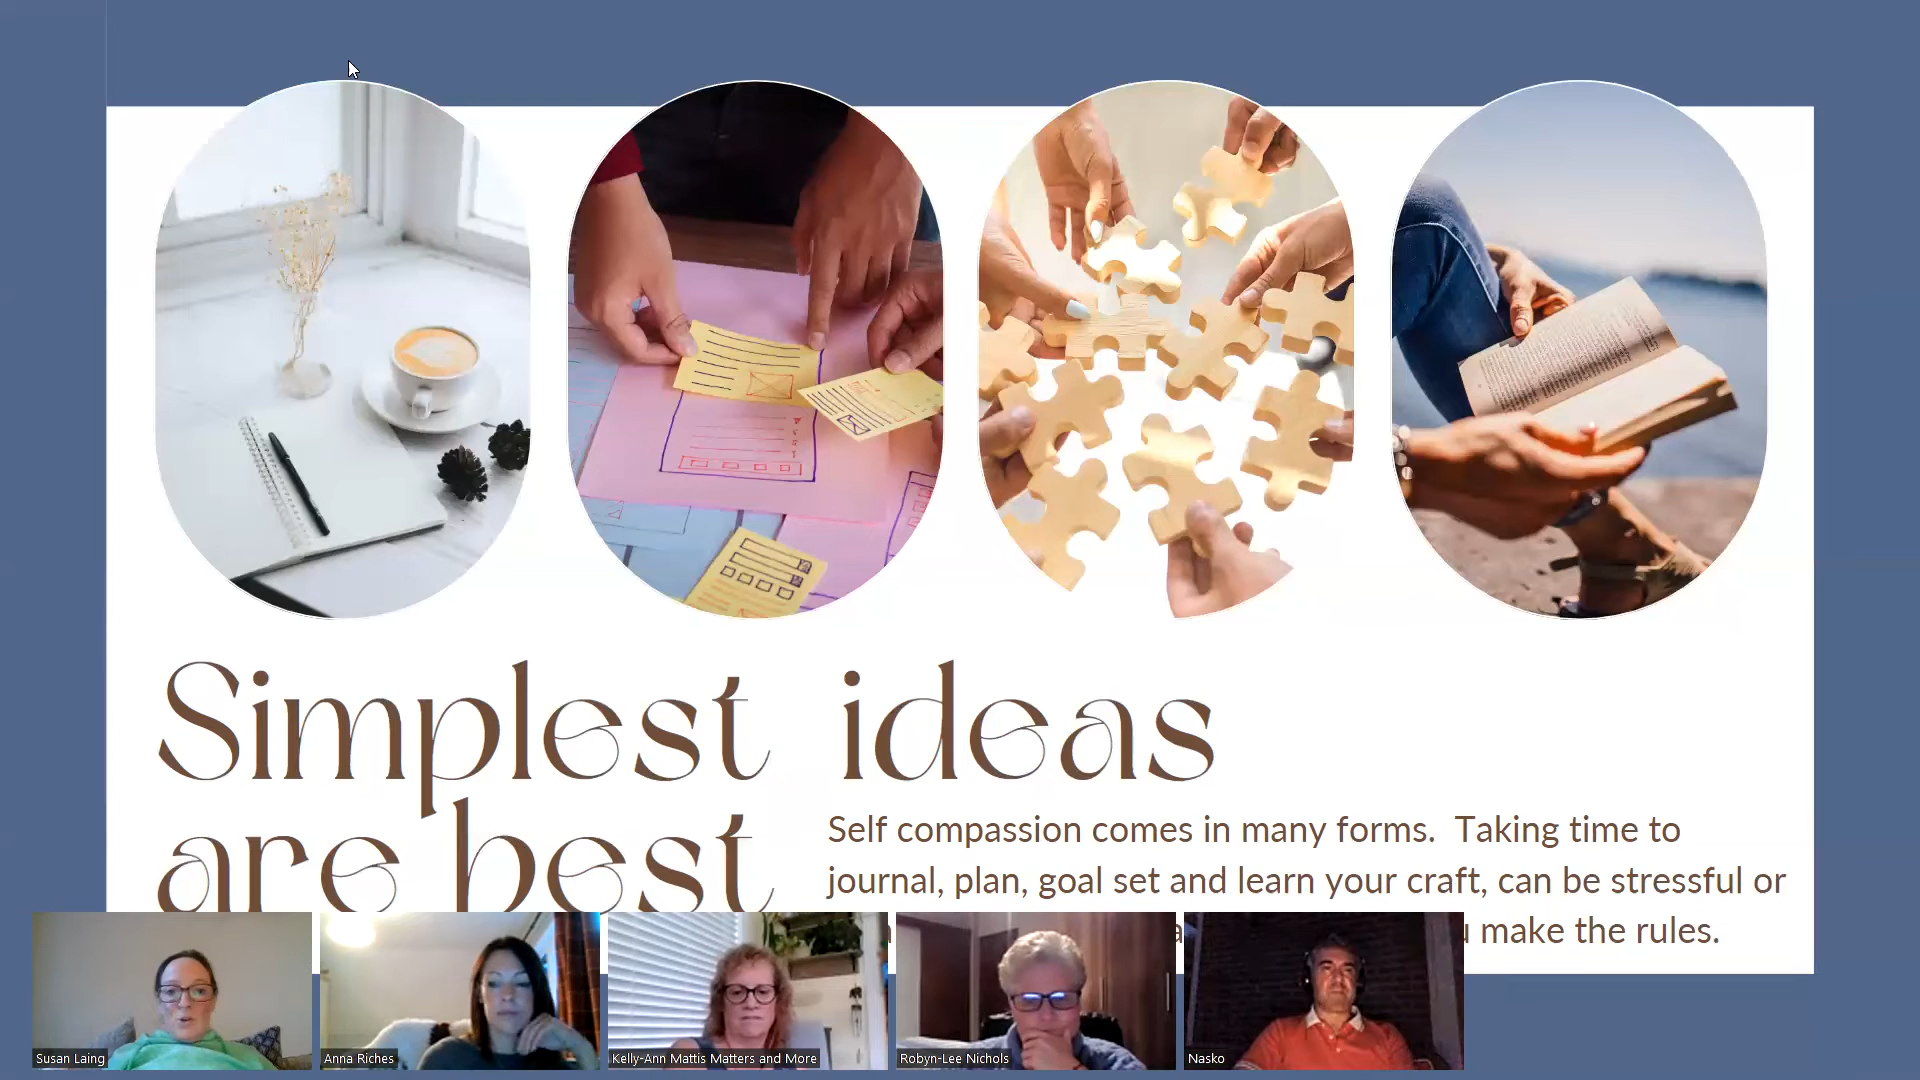 Simplest ideas
are best
Self compassion comes in many forms. Taking time to
journal, plan, goal set and learn your craft, can be stressful or
make the rules.
Susan Laing
Anna Riches
Kelly-Ann Mattis Matters and More
Robyn-Lee Nichols
Nasko